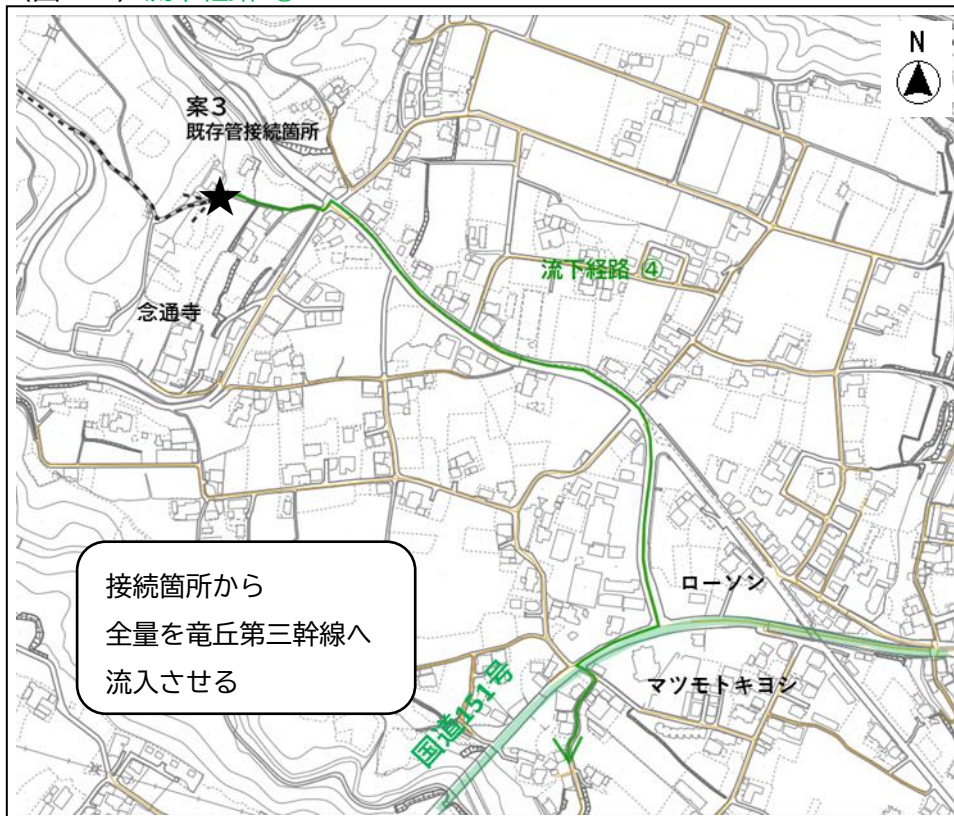 N
案3
既存管接続箇所
流下経路 ④
念通寺
ローソン
接続箇所から
全量を竜丘第三幹線へ
流入させる
マツモトキヨシ
国道151号